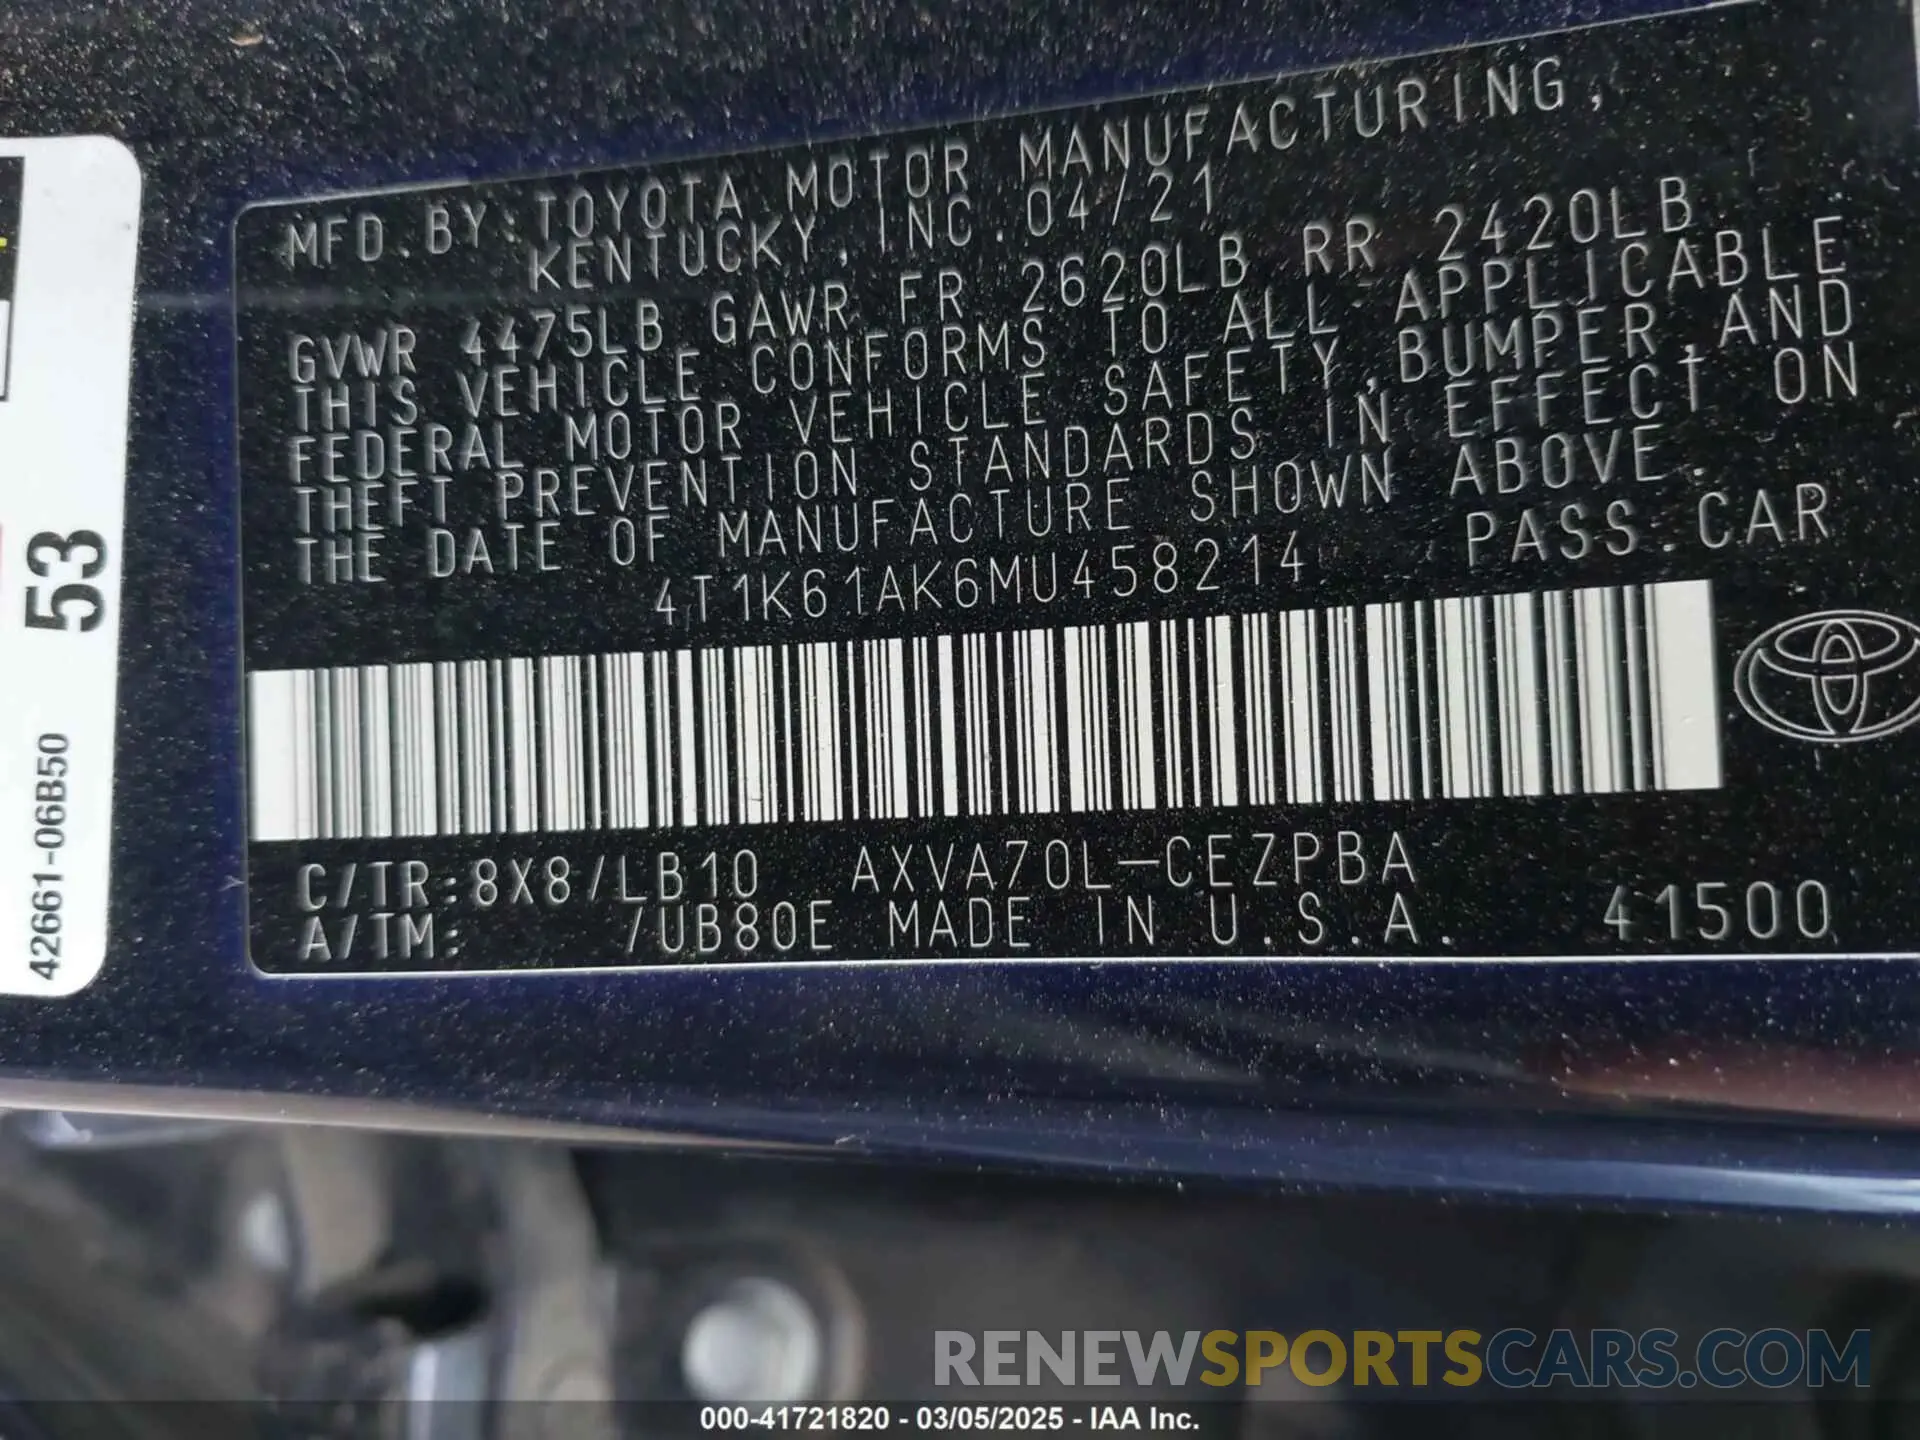 MFD. BY: TOYOTA MOTOR MANUFACTURING,
KENTUCKY, INC. 04/21
GVWR 4475LB GAWR FR 2620LB RR 2420LB
THIS VEHICLE CONFORMS TO ALL APPLICABLE
FEDERAL MOTOR VEHICLE SAFETY, BUMPER, AND
THEFT PREVENTION STANDARDS IN EFFECT ON
THE DATE OF MANUFACTURE SHOWN ABOVE.
4T1K61AK6MU458214 PASS. CAR
C/TR: 8X8/LB10 AXVA70L-CEZPBA
A/TM: /UB80E MADE IN U.S.A. 41500
53
42661-06B50
RENEWSPORTSCARS.COM
000-41721820 - 03/05/2025 - IAA Inc.